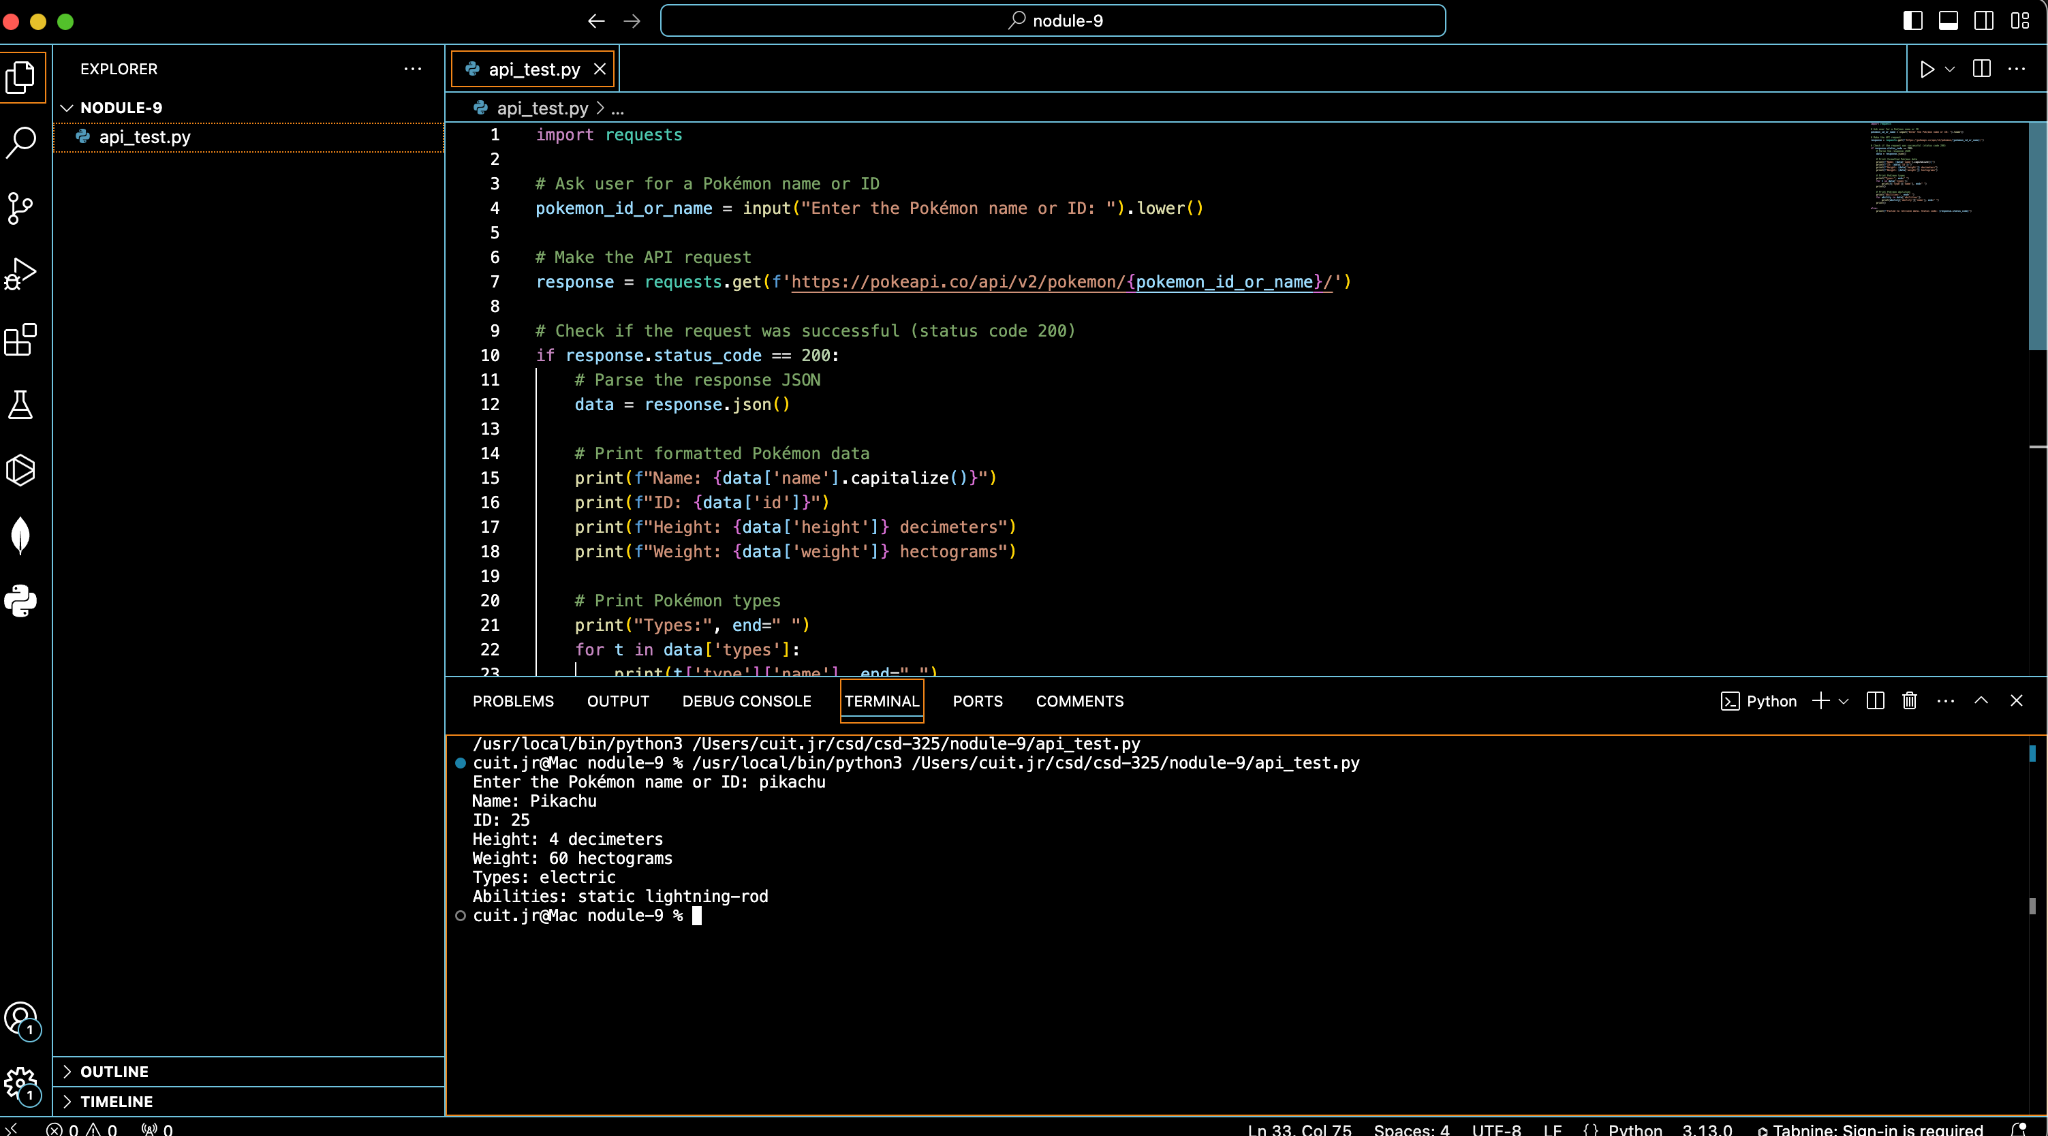 nodule-9
EXPLORER
NODULE-9
api_test.py
api_test.py
api_test.py > ...
1 import requests
2
3 # Ask user for a Pokémon name or ID
4 pokemon_id_or_name = input("Enter the Pokémon name or ID: ").lower()
5
6 # Make the API request
7 response = requests.get(f'https://pokeapi.co/api/v2/pokemon/{pokemon_id_or_name}/')
8
9 # Check if the request was successful (status code 200)
10 if response.status_code == 200:
11     # Parse the response JSON
12     data = response.json()
13
14     # Print formatted Pokémon data
15     print(f"Name: {data['name'].capitalize()}")
16     print(f"ID: {data['id']}")
17     print(f"Height: {data['height']} decimeters")
18     print(f"Weight: {data['weight']} hectograms")
19
20     # Print Pokémon types
21     print("Types:", end=" ")
22     for t in data['types']:
23         print(t['type']['name'], end=" ")
PROBLEMS OUTPUT DEBUG CONSOLE TERMINAL PORTS COMMENTS Python
/usr/local/bin/python3 /Users/cuit.jr/csd/csd-325/nodule-9/api_test.py
cuit.jr@Mac nodule-9 % /usr/local/bin/python3 /Users/cuit.jr/csd/csd-325/nodule-9/api_test.py
Enter the Pokémon name or ID: pikachu
Name: Pikachu
ID: 25
Height: 4 decimeters
Weight: 60 hectograms
Types: electric
Abilities: static lightning-rod
cuit.jr@Mac nodule-9 %
1
1
OUTLINE
TIMELINE
0 0 0 Ln 33, Col 75 Spaces: 4 UTF-8 LF {} Python 3.13.0 Tabnine: Sign-in is required